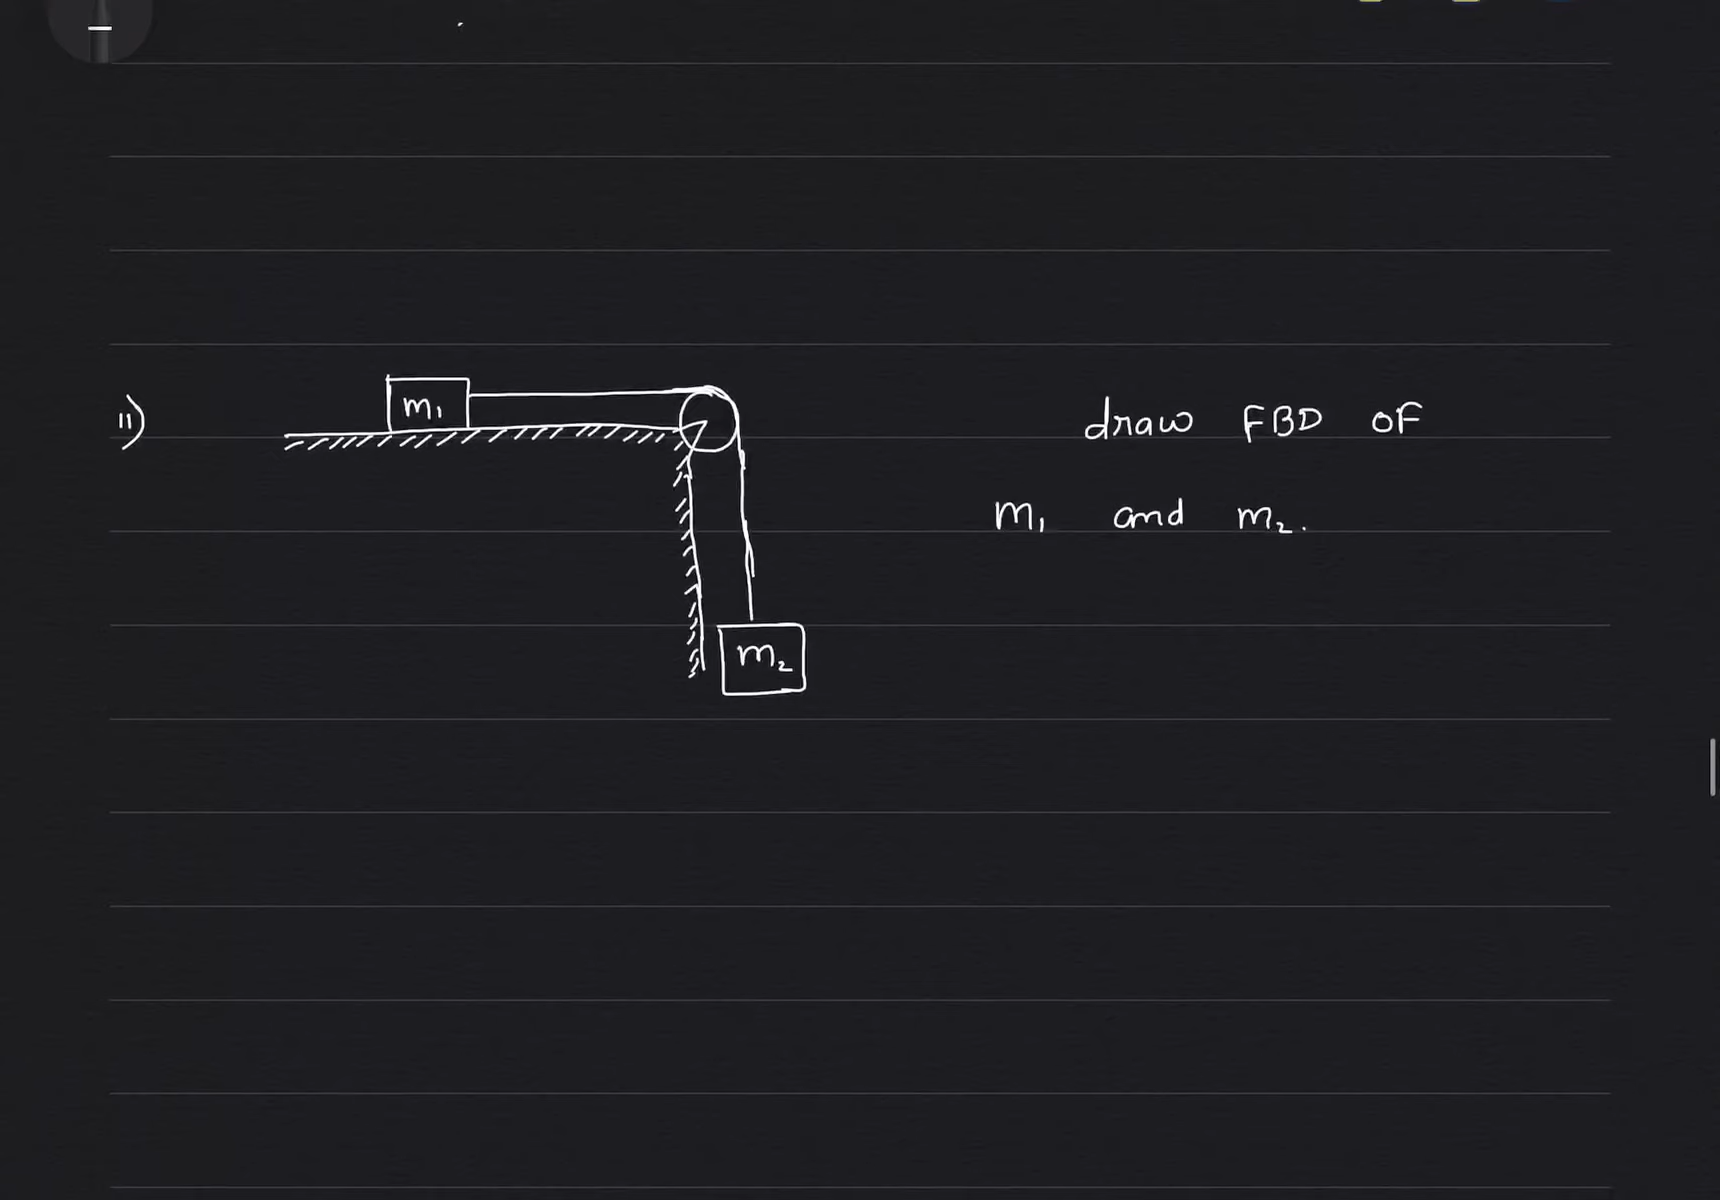 11)
m₁
draw FBD OF
m₁ and m₂.
m₂